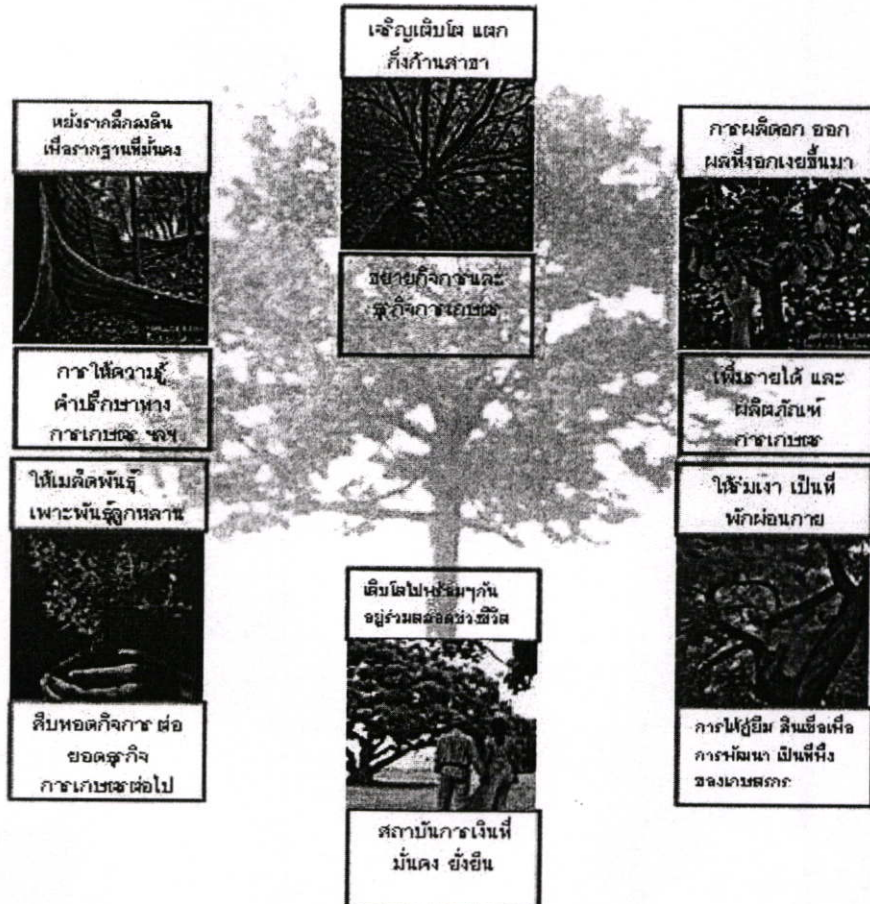 เจริญเติบโต แตก
กิ่งก้านสาขา
หยั่งรากลึกลงดิน
เพื่อรากฐานที่มั่นคง
การผลิดอก ออก
ผลที่งอกเงยขึ้นมา
ขยายกิจการและ
ธุรกิจการเกษตร
การให้ความรู้
คำปรึกษาทาง
การเกษตร ฯลฯ
เพิ่มรายได้ และ
ผลิตภัณฑ์
การเกษตร
ให้เมล็ดพันธุ์
เพาะพันธุ์ลูกหลาน
ให้ร่มเงา เป็นที่
พักผ่อนกาย
เติบโตไปพร้อมๆกัน
อยู่ร่วมตลอดช่วงชีวิต
สืบทอดกิจการ ต่อ
ยอดธุรกิจ
การเกษตรต่อไป
การให้กู้ยืม สินเชื่อเพื่อ
การพัฒนา เป็นที่พึ่ง
ของเกษตรกร
สถาบันการเงินที่
มั่นคง ยั่งยืน